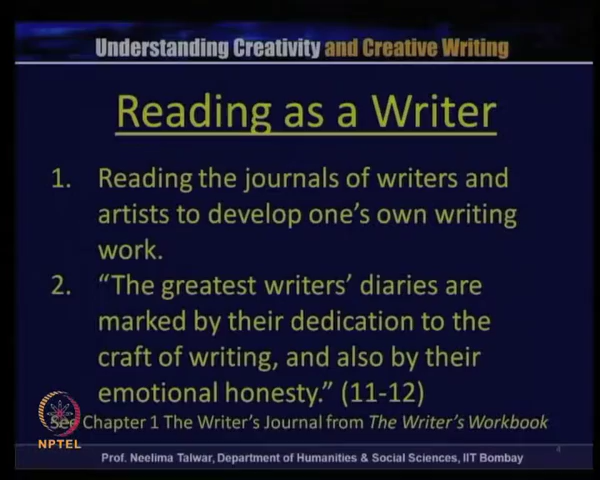 Understanding Creativity and Creative Writing
Reading as a Writer
1. Reading the journals of writers and
artists to develop one's own writing
work.
2. “The greatest writers’ diaries are
marked by their dedication to the
craft of writing, and also by their
emotional honesty.” (11-12)
See Chapter 1 The Writer’s Journal from The Writer’s Workbook
NPTEL
Prof. Neelima Talwar, Department of Humanities & Social Sciences, IIT Bombay
4